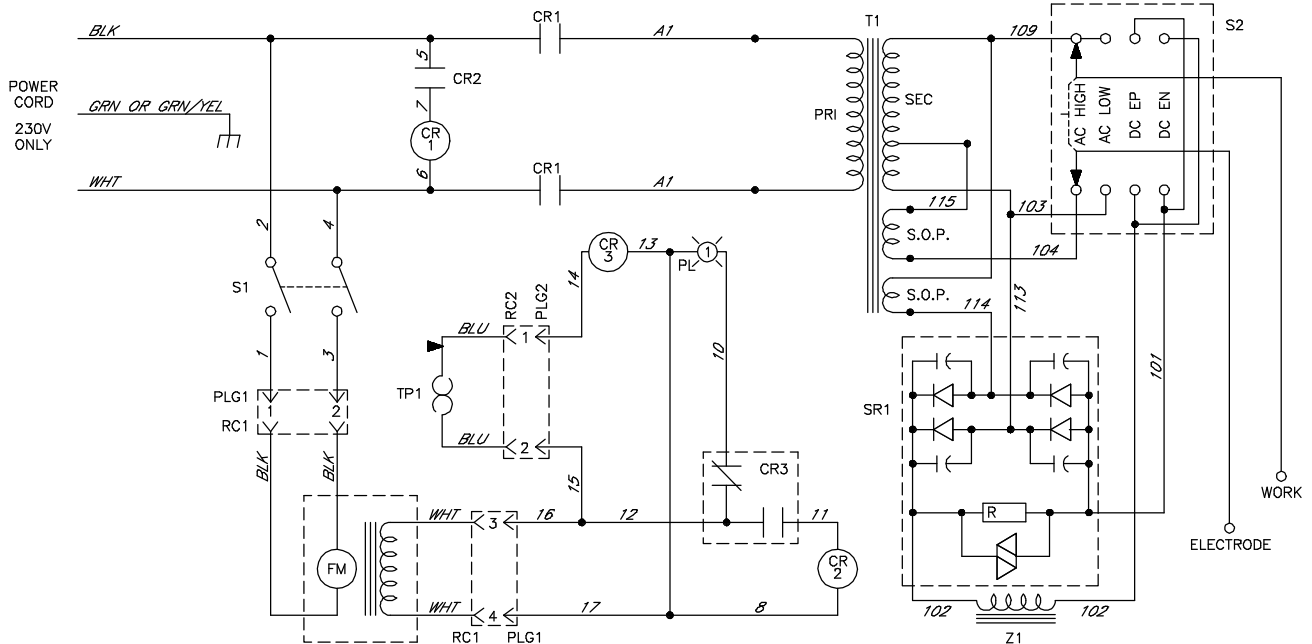 BLK
CR1
A1
T1
109
S2
5
CR2
POWER
CORD
230V
ONLY
GRN OR GRN/YEL
7
CR
1
6
PRI
SEC
AC HIGH
AC LOW
DC EP
DC EN
WHT
CR1
A1
2
4
115
103
S.O.P.
104
CR
3
13
PL
1
14
S1
S.O.P.
114
113
RC2
PLG2
BLU
1
1
3
10
101
TP1
PLG1
1
2
RC1
SR1
BLU
2
BLK
BLK
15
CR3
WORK
WHT
3
16
12
11
R
ELECTRODE
FM
CR
2
WHT
4
17
8
102
102
RC1
PLG1
Z1